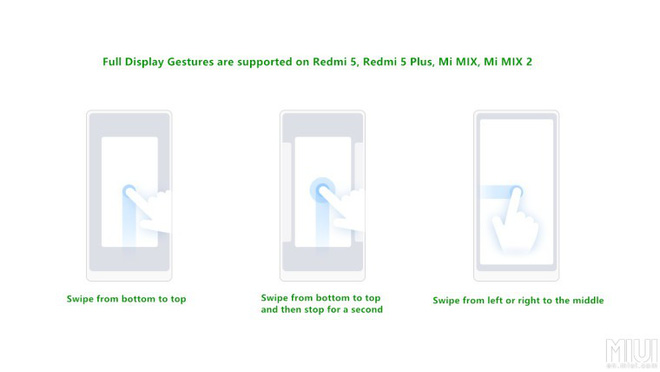 Full Display Gestures are supported on Redmi 5, Redmi 5 Plus, Mi MIX, Mi MIX 2
Swipe from bottom to top
Swipe from bottom to top
and then stop for a second
Swipe from left or right to the middle
MIUI
en.miui.com